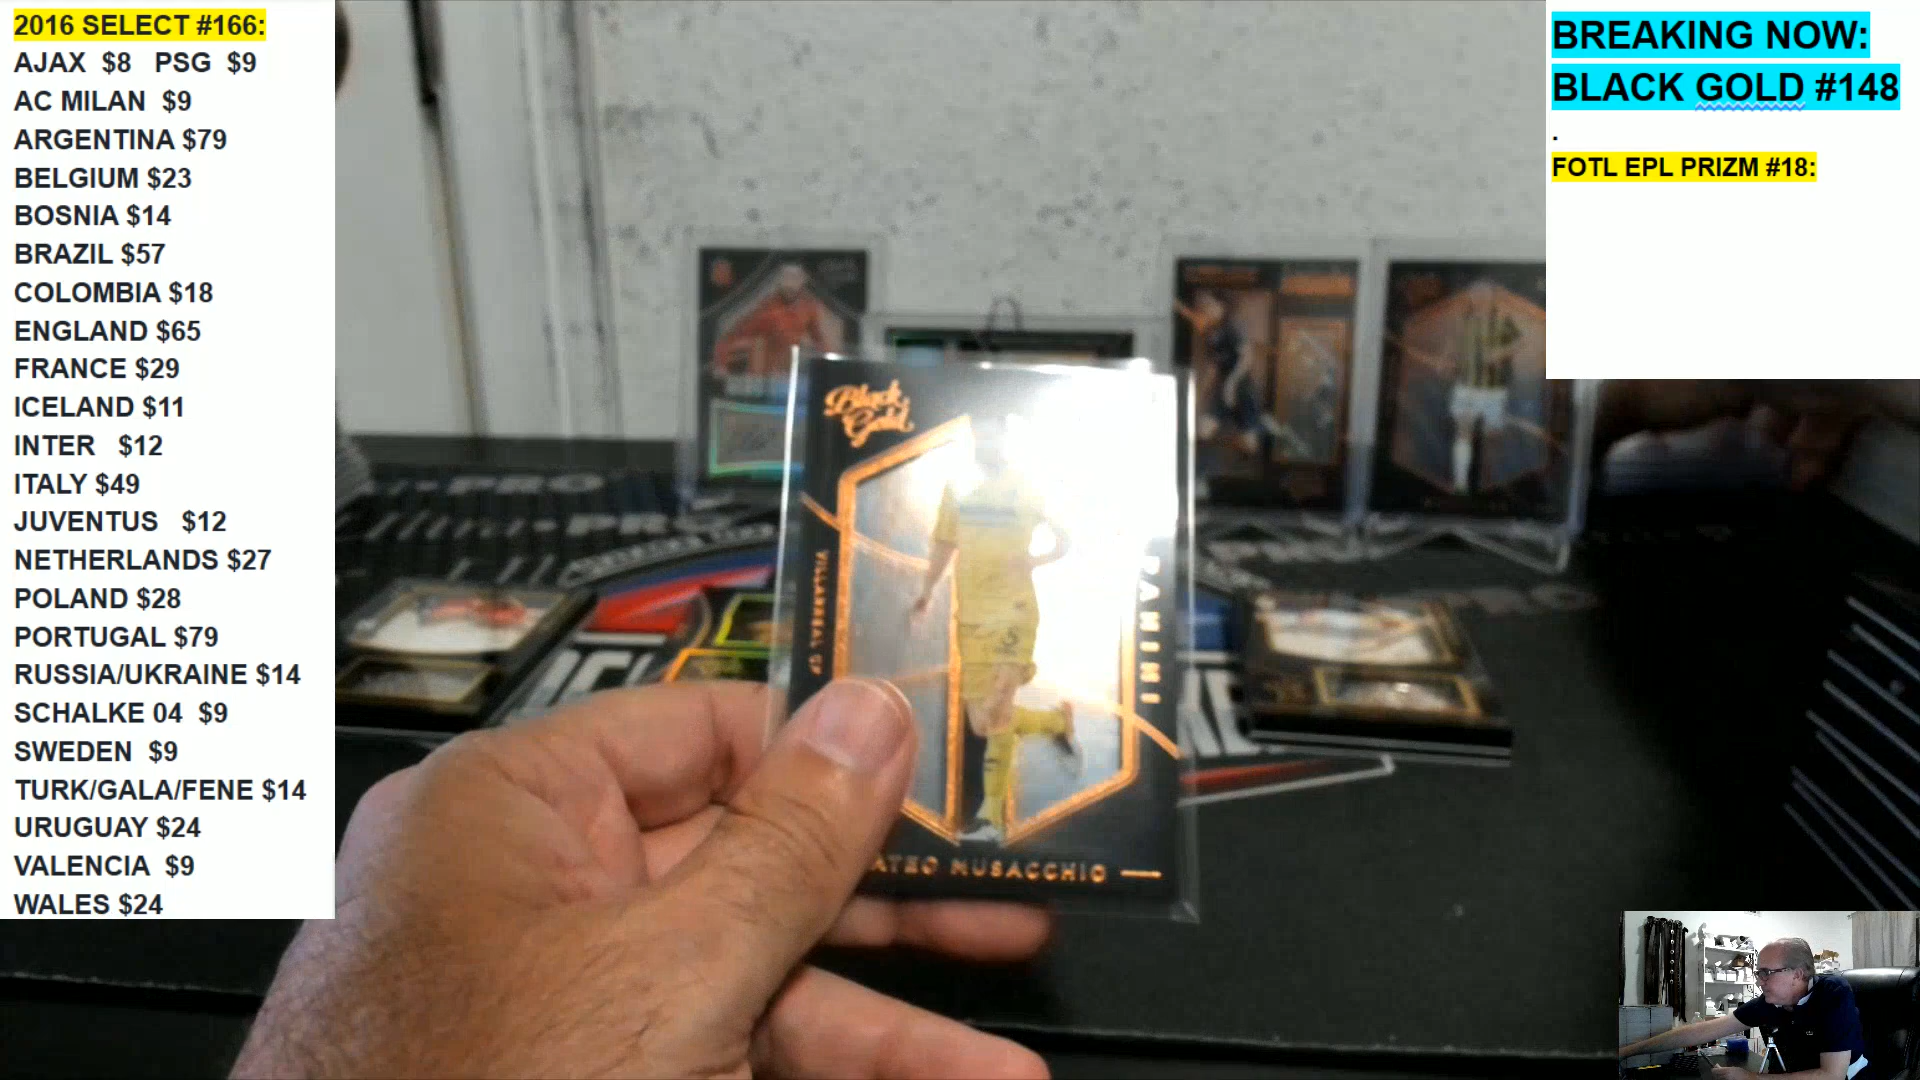 2016 SELECT #166:
AJAX $8 PSG $9
AC MILAN $9
ARGENTINA $79
BELGIUM $23
BOSNIA $14
BRAZIL $57
COLOMBIA $18
ENGLAND $65
FRANCE $29
ICELAND $11
INTER $12
ITALY $49
JUVENTUS $12
NETHERLANDS $27
POLAND $28
PORTUGAL $79
RUSSIA/UKRAINE $14
SCHALKE 04 $9
SWEDEN $9
TURK/GALA/FENE $14
URUGUAY $24
VALENCIA $9
WALES $24
BREAKING NOW:
BLACK GOLD #148
.
FOTL EPL PRIZM #18:
Black
Gold
VILLARREAL CF
PANINI
ATEO MUSACCHIO